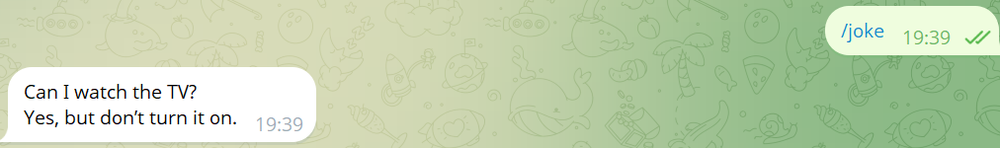 /joke 19:39
Can I watch the TV?
Yes, but don’t turn it on. 19:39